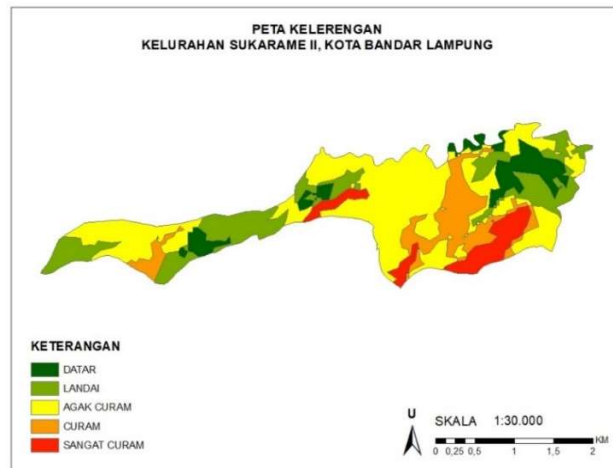 PETA KELERENGAN
KELURAHAN SUKARAME II, KOTA BANDAR LAMPUNG
KETERANGAN
DATAR
LANDAI
AGAK CURAM
CURAM
SANGAT CURAM
U
SKALA 1:30.000
0 0,25 0,5 1 1,5 2 KM